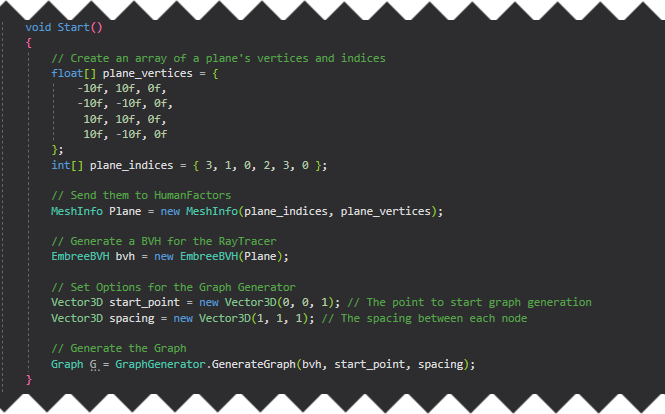 void Start()
{
// Create an array of a plane's vertices and indices
float[] plane_vertices = {
-10f, 10f, 0f,
-10f, -10f, 0f,
10f, 10f, 0f,
10f, -10f, 0f
};
int[] plane_indices = { 3, 1, 0, 2, 3, 0 };
// Send them to HumanFactors
MeshInfo Plane = new MeshInfo(plane_indices, plane_vertices);
// Generate a BVH for the RayTracer
EmbreeBVH bvh = new EmbreeBVH(Plane);
// Set Options for the Graph Generator
Vector3D start_point = new Vector3D(0, 0, 1); // The point to start graph generation
Vector3D spacing = new Vector3D(1, 1, 1); // The spacing between each node
// Generate the Graph
Graph G = GraphGenerator.GenerateGraph(bvh, start_point, spacing);
}